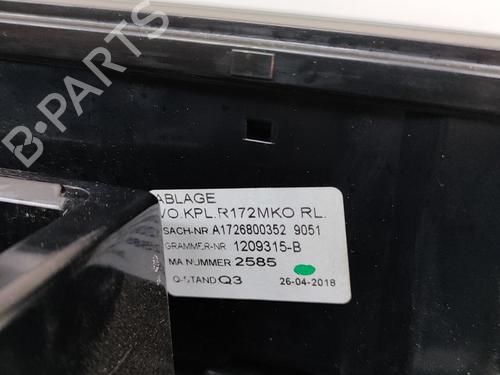 B-PARTS
ABLAGE
VO.KPL.R172MKO RL.
SACH-NR A1726800352 9051
GRAMMER-NR 1209315-B
MA NUMMER 2585
Q-STAND Q3 26-04-2018